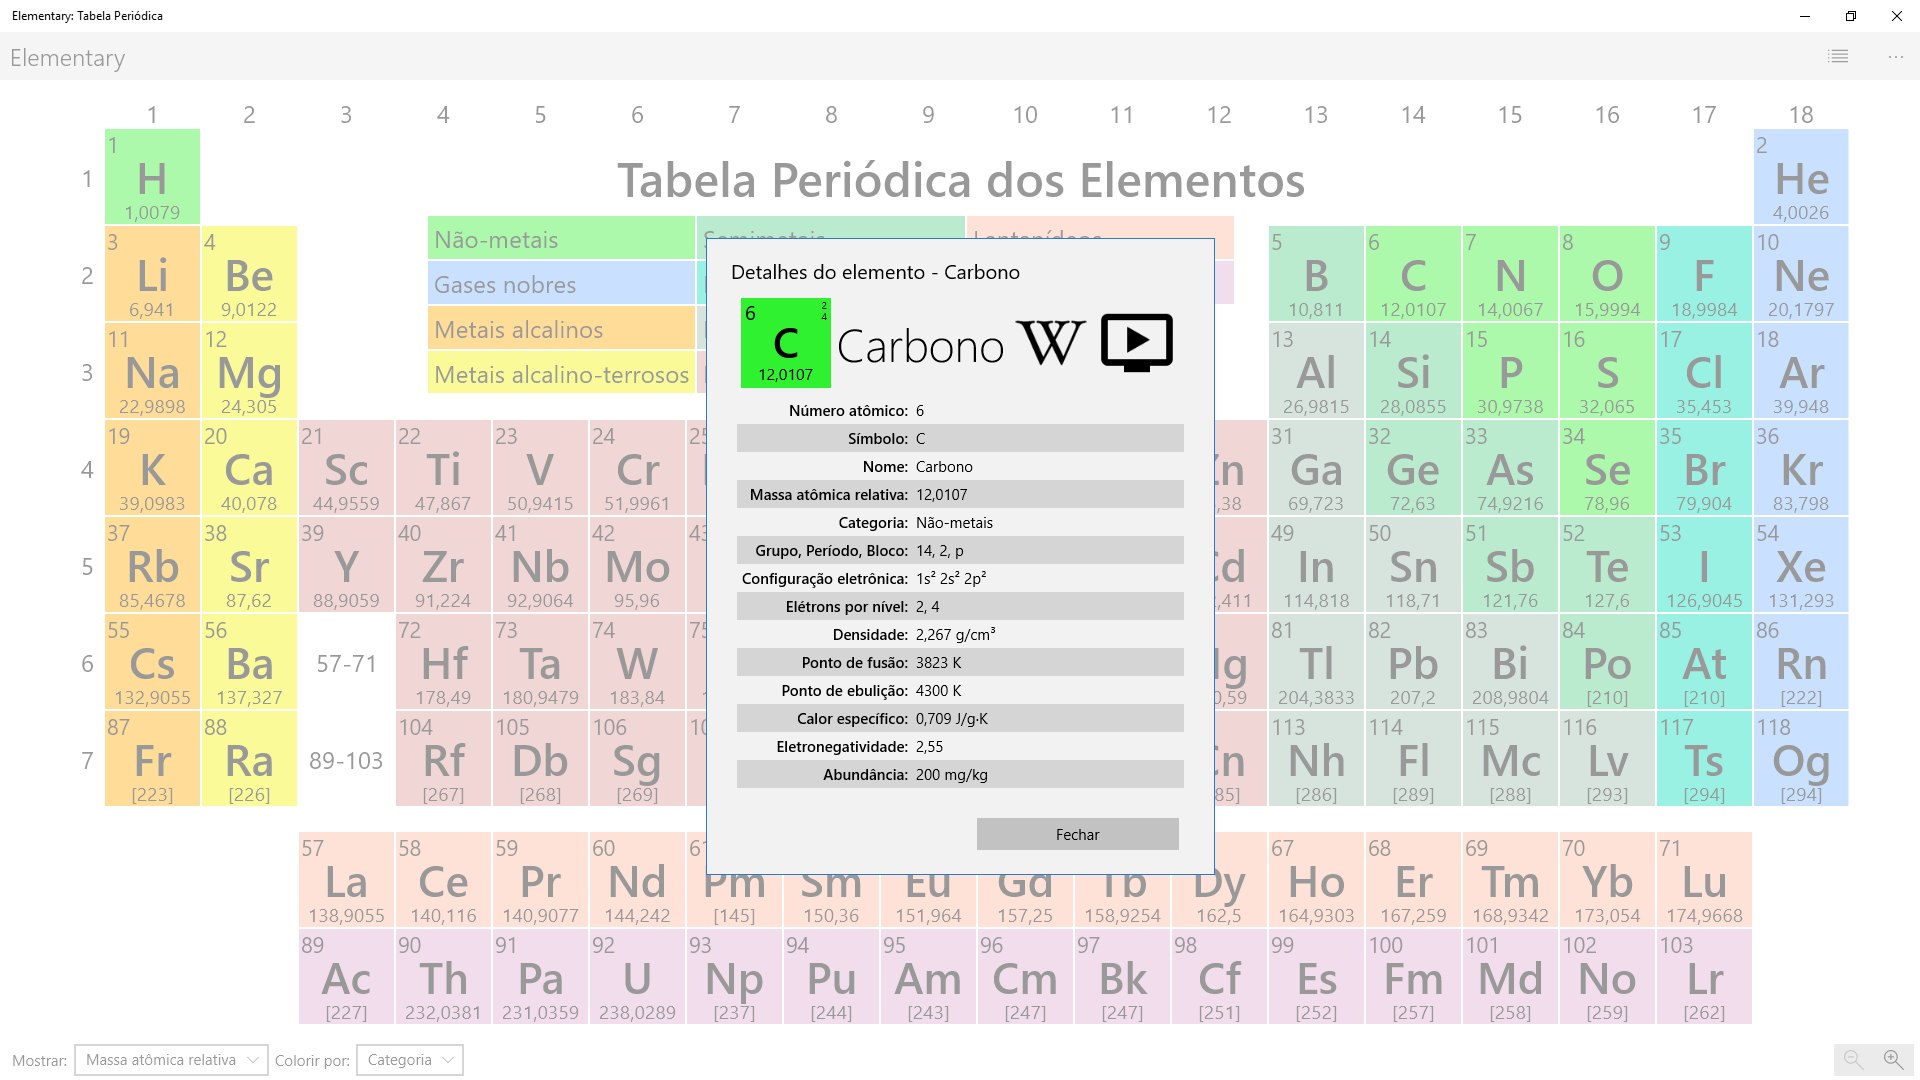 Elementary: Tabela Periódica
Elementary
1 2 3 4 5 6 7 8 9 10 11 12 13 14 15 16 17 18
Tabela Periódica dos Elementos
1
1 H 1,0079
2 He 4,0026
Não-metais
Gases nobres
Metais alcalinos
Metais alcalino-terrosos
2
3 Li 6,941
4 Be 9,0122
5 B 10,811
6 C 12,0107
7 N 14,0067
8 O 15,9994
9 F 18,9984
10 Ne 20,1797
3
11 Na 22,9898
12 Mg 24,305
13 Al 26,9815
14 Si 28,0855
15 P 30,9738
16 S 32,065
17 Cl 35,453
18 Ar 39,948
4
19 K 39,0983
20 Ca 40,078
21 Sc 44,9559
22 Ti 47,867
23 V 50,9415
24 Cr 51,9961
31 Ga 69,723
32 Ge 72,63
33 As 74,9216
34 Se 78,96
35 Br 79,904
36 Kr 83,798
5
37 Rb 85,4678
38 Sr 87,62
39 Y 88,9059
40 Zr 91,224
41 Nb 92,9064
42 Mo 95,96
49 In 114,818
50 Sn 118,71
51 Sb 121,76
52 Te 127,6
53 I 126,9045
54 Xe 131,293
6
55 Cs 132,9055
56 Ba 137,327
57-71
72 Hf 178,49
73 Ta 180,9479
74 W 183,84
81 Tl 204,3833
82 Pb 207,2
83 Bi 208,9804
84 Po [210]
85 At [210]
86 Rn [222]
7
87 Fr [223]
88 Ra [226]
89-103
104 Rf [267]
105 Db [268]
106 Sg [269]
113 Nh [286]
114 Fl [289]
115 Mc [288]
116 Lv [293]
117 Ts [294]
118 Og [294]
57 La 138,9055
58 Ce 140,116
59 Pr 140,9077
60 Nd 144,242
Pm [145]
Sm 150,36
Eu 151,964
Gd 157,25
Tb 158,9254
Dy 162,5
67 Ho 164,9303
68 Er 167,259
69 Tm 168,9342
70 Yb 173,054
71 Lu 174,9668
89 Ac [227]
90 Th 232,0381
91 Pa 231,0359
92 U 238,0289
93 Np [237]
94 Pu [244]
95 Am [243]
96 Cm [247]
97 Bk [247]
98 Cf [251]
99 Es [252]
100 Fm [257]
101 Md [258]
102 No [259]
103 Lr [262]
Detalhes do elemento - Carbono
6 C 2 4 12,0107
Carbono W
Número atômico: 6
Símbolo: C
Nome: Carbono
Massa atômica relativa: 12,0107
Categoria: Não-metais
Grupo, Período, Bloco: 14, 2, p
Configuração eletrônica: 1s² 2s² 2p²
Elétrons por nível: 2, 4
Densidade: 2,267 g/cm³
Ponto de fusão: 3823 K
Ponto de ebulição: 4300 K
Calor específico: 0,709 J/g·K
Eletronegatividade: 2,55
Abundância: 200 mg/kg
Fechar
Mostrar: Massa atômica relativa Colorir por: Categoria